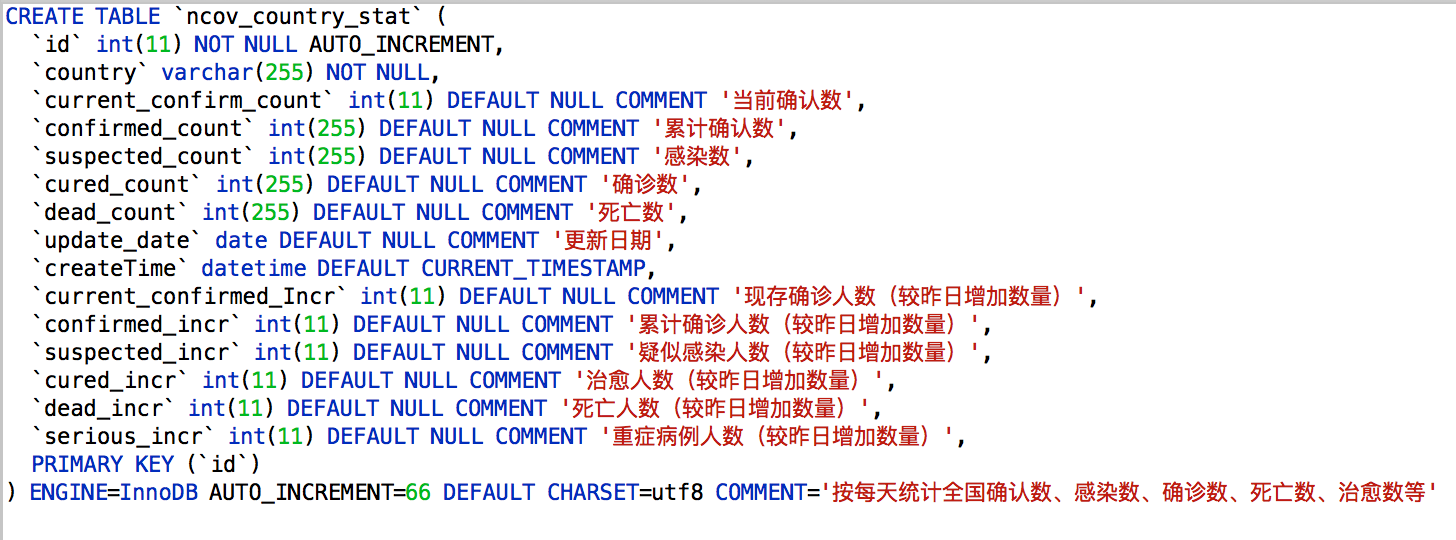 CREATE TABLE `ncov_country_stat` (
  `id` int(11) NOT NULL AUTO_INCREMENT,
  `country` varchar(255) NOT NULL,
  `current_confirm_count` int(11) DEFAULT NULL COMMENT '当前确认数',
  `confirmed_count` int(255) DEFAULT NULL COMMENT '累计确认数',
  `suspected_count` int(255) DEFAULT NULL COMMENT '感染数',
  `cured_count` int(255) DEFAULT NULL COMMENT '确诊数',
  `dead_count` int(255) DEFAULT NULL COMMENT '死亡数',
  `update_date` date DEFAULT NULL COMMENT '更新日期',
  `createTime` datetime DEFAULT CURRENT_TIMESTAMP,
  `current_confirmed_Incr` int(11) DEFAULT NULL COMMENT '现存确诊人数（较昨日增加数量）',
  `confirmed_incr` int(11) DEFAULT NULL COMMENT '累计确诊人数（较昨日增加数量）',
  `suspected_incr` int(11) DEFAULT NULL COMMENT '疑似感染人数（较昨日增加数量）',
  `cured_incr` int(11) DEFAULT NULL COMMENT '治愈人数（较昨日增加数量）',
  `dead_incr` int(11) DEFAULT NULL COMMENT '死亡人数（较昨日增加数量）',
  `serious_incr` int(11) DEFAULT NULL COMMENT '重症病例人数（较昨日增加数量）',
  PRIMARY KEY (`id`)
) ENGINE=InnoDB AUTO_INCREMENT=66 DEFAULT CHARSET=utf8 COMMENT='按每天统计全国确认数、感染数、确诊数、死亡数、治愈数等'